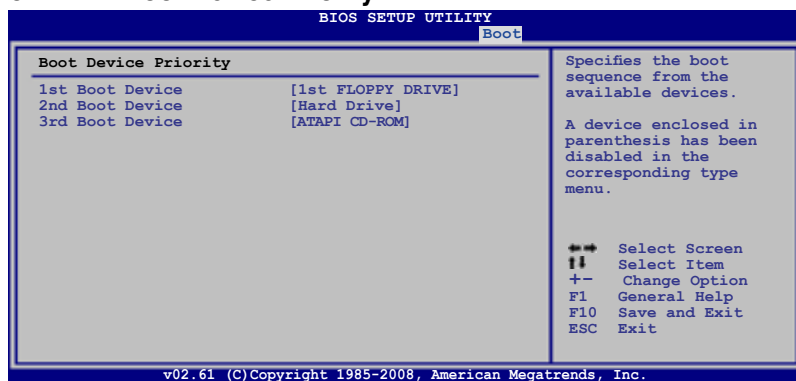 BIOS SETUP UTILITY
Boot
Boot Device Priority
1st Boot Device [1st FLOPPY DRIVE]
2nd Boot Device [Hard Drive]
3rd Boot Device [ATAPI CD-ROM]
Specifies the boot
sequence from the
available devices.
A device enclosed in
parenthesis has been
disabled in the
corresponding type
menu.
Select Screen
Select Item
+- Change Option
F1 General Help
F10 Save and Exit
ESC Exit
v02.61 (C)Copyright 1985-2008, American Megatrends, Inc.